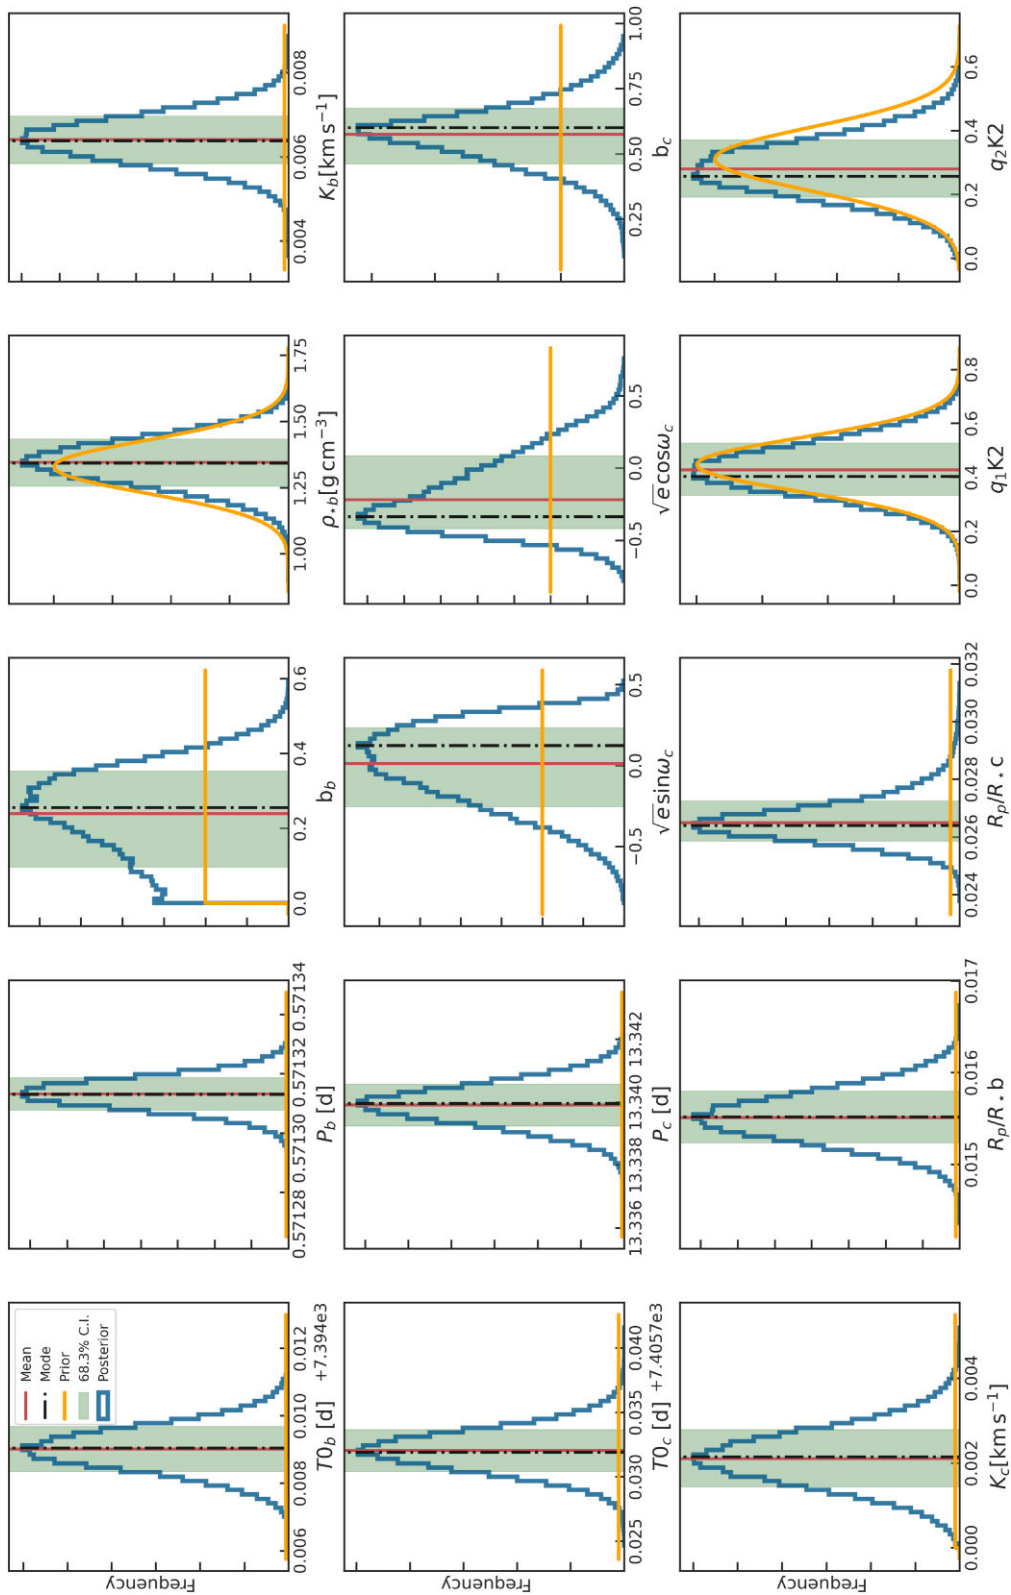 Frequency
Mean
Mode
Prior
68.3% C.I.
Posterior
0.006 0.008 0.010 0.012
T0_b [d] +7.394e3
0.57128 0.57130 0.57132 0.57134
P_b [d]
0.0 0.2 0.4 0.6
b_b
1.00 1.25 1.50 1.75
ρ_{*b}[g cm^{-3}]
0.004 0.006 0.008
K_b[km s^{-1}]
Frequency
0.025 0.030 0.035 0.040
T0_c [d] +7.4057e3
13.336 13.338 13.340 13.342
P_c [d]
−0.5 0.0 0.5
√e sinω_c
−0.5 0.0 0.5
√e cosω_c
0.25 0.50 0.75 1.00
b_c
Frequency
0.000 0.002 0.004
K_c[km s^{-1}]
0.015 0.016 0.017
R_p/R⋆b
0.024 0.026 0.028 0.030 0.032
R_p/R⋆c
0.0 0.2 0.4 0.6 0.8
q_1K2
0.0 0.2 0.4 0.6
q_2K2